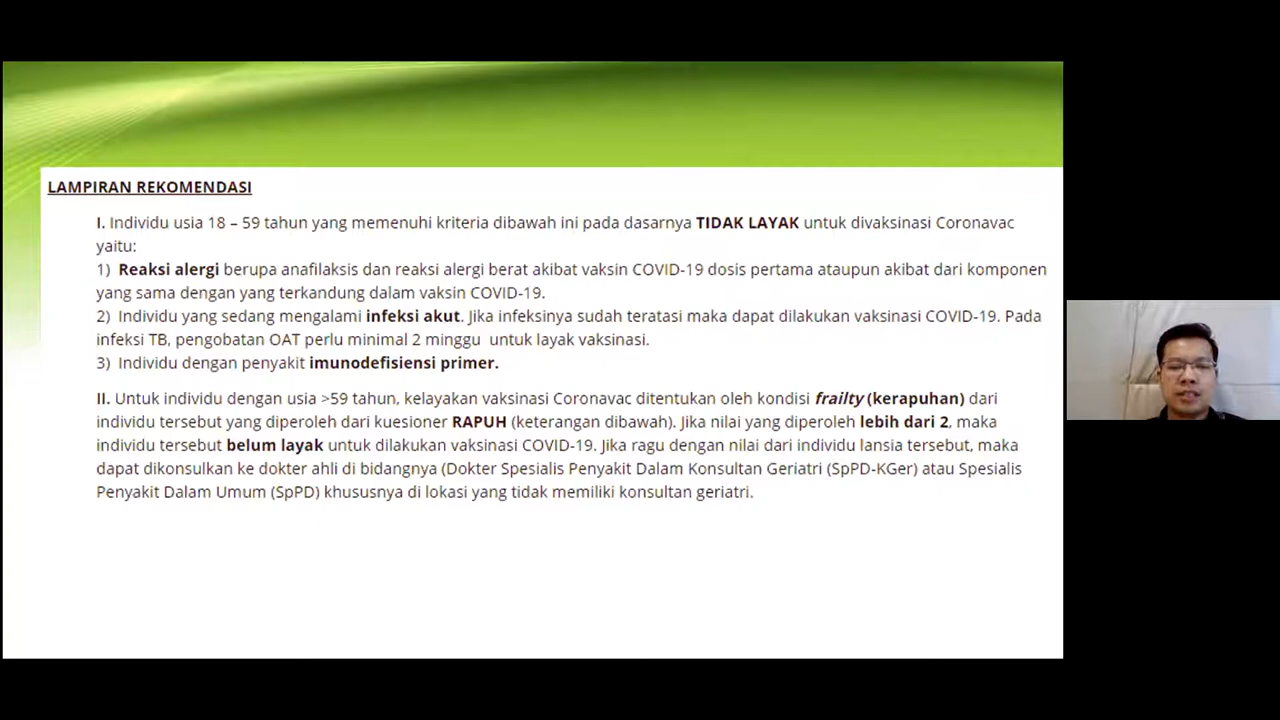 LAMPIRAN REKOMENDASI
I. Individu usia 18 – 59 tahun yang memenuhi kriteria dibawah ini pada dasarnya TIDAK LAYAK untuk divaksinasi Coronavac
yaitu:
1) Reaksi alergi berupa anafilaksis dan reaksi alergi berat akibat vaksin COVID-19 dosis pertama ataupun akibat dari komponen
yang sama dengan yang terkandung dalam vaksin COVID-19.
2) Individu yang sedang mengalami infeksi akut. Jika infeksinya sudah teratasi maka dapat dilakukan vaksinasi COVID-19. Pada
infeksi TB, pengobatan OAT perlu minimal 2 minggu untuk layak vaksinasi.
3) Individu dengan penyakit imunodefisiensi primer.
II. Untuk individu dengan usia >59 tahun, kelayakan vaksinasi Coronavac ditentukan oleh kondisi frailty (kerapuhan) dari
individu tersebut yang diperoleh dari kuesioner RAPUH (keterangan dibawah). Jika nilai yang diperoleh lebih dari 2, maka
individu tersebut belum layak untuk dilakukan vaksinasi COVID-19. Jika ragu dengan nilai dari individu lansia tersebut, maka
dapat dikonsulkan ke dokter ahli di bidangnya (Dokter Spesialis Penyakit Dalam Konsultan Geriatri (SpPD-KGer) atau Spesialis
Penyakit Dalam Umum (SpPD) khususnya di lokasi yang tidak memiliki konsultan geriatri.